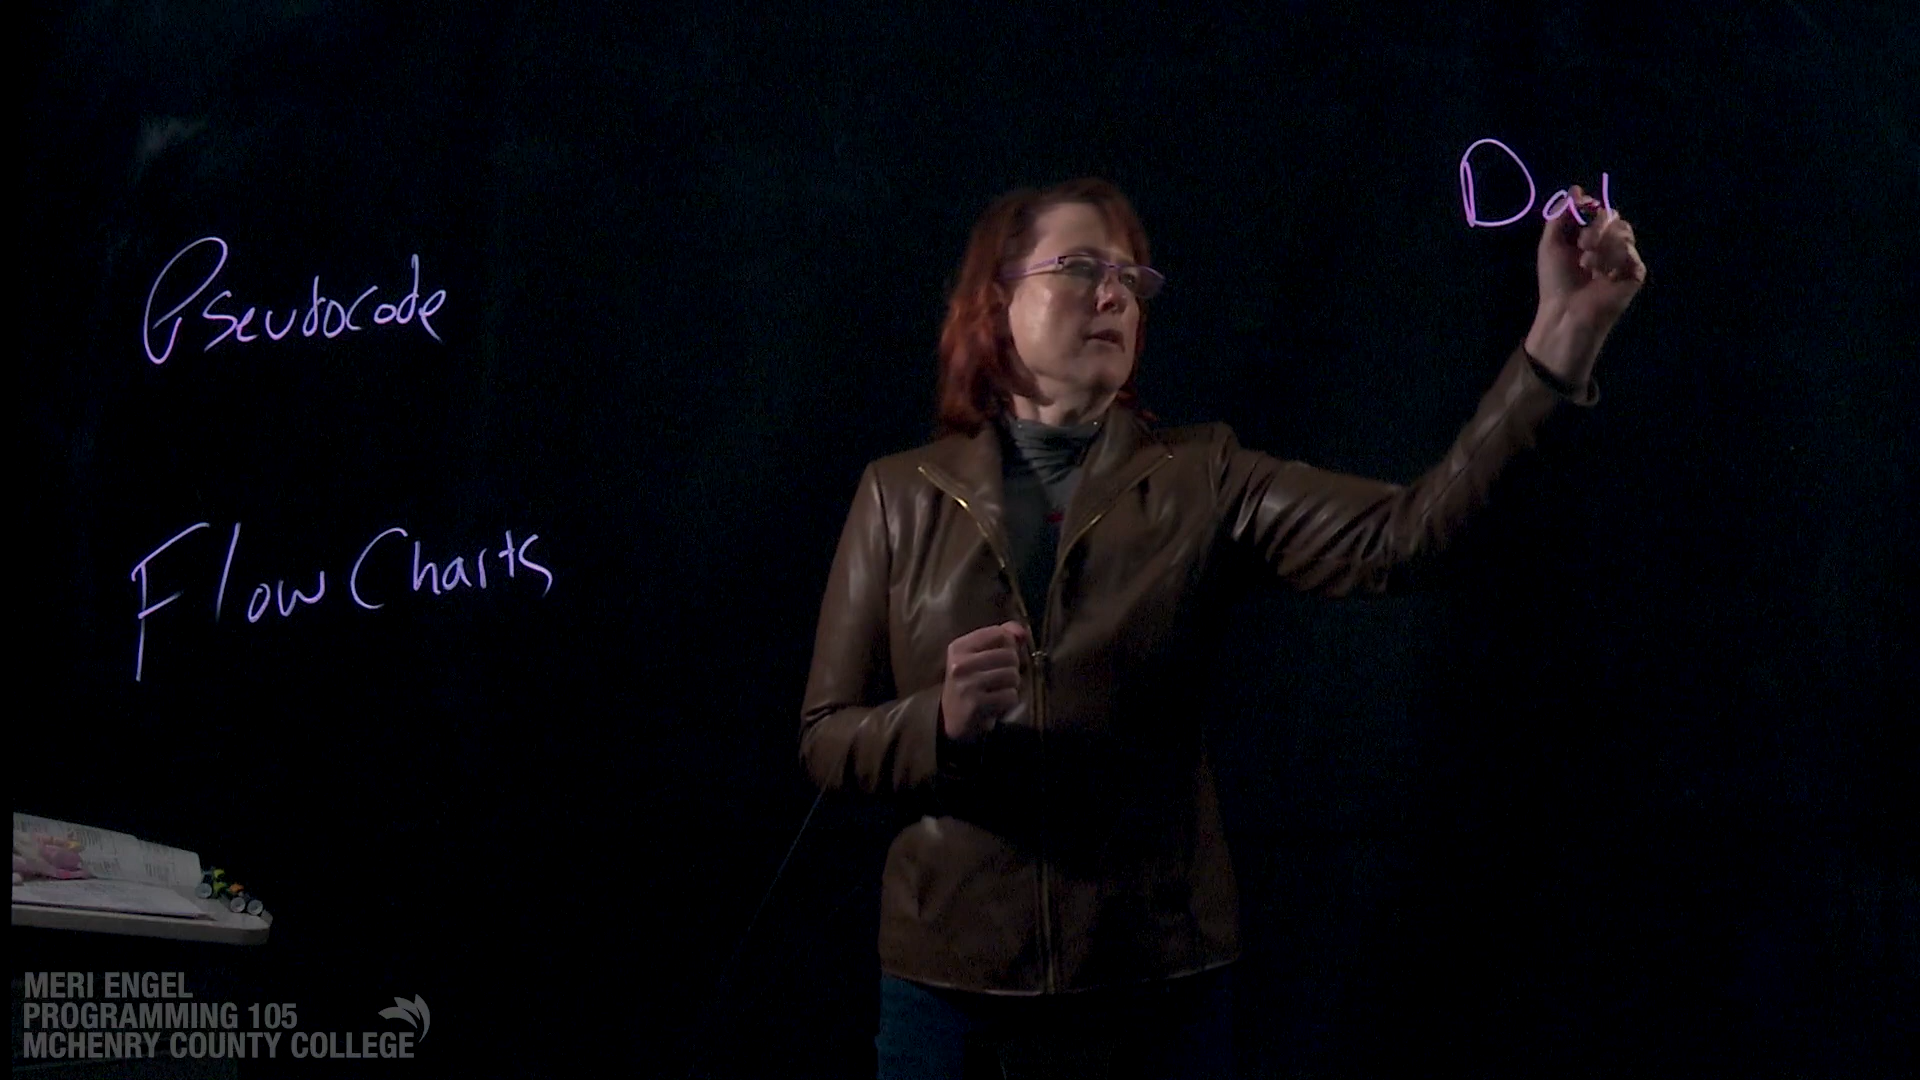 Da
Pseudocode
Flow Charts
MERI ENGEL
PROGRAMMING 105
MCHENRY COUNTY COLLEGE